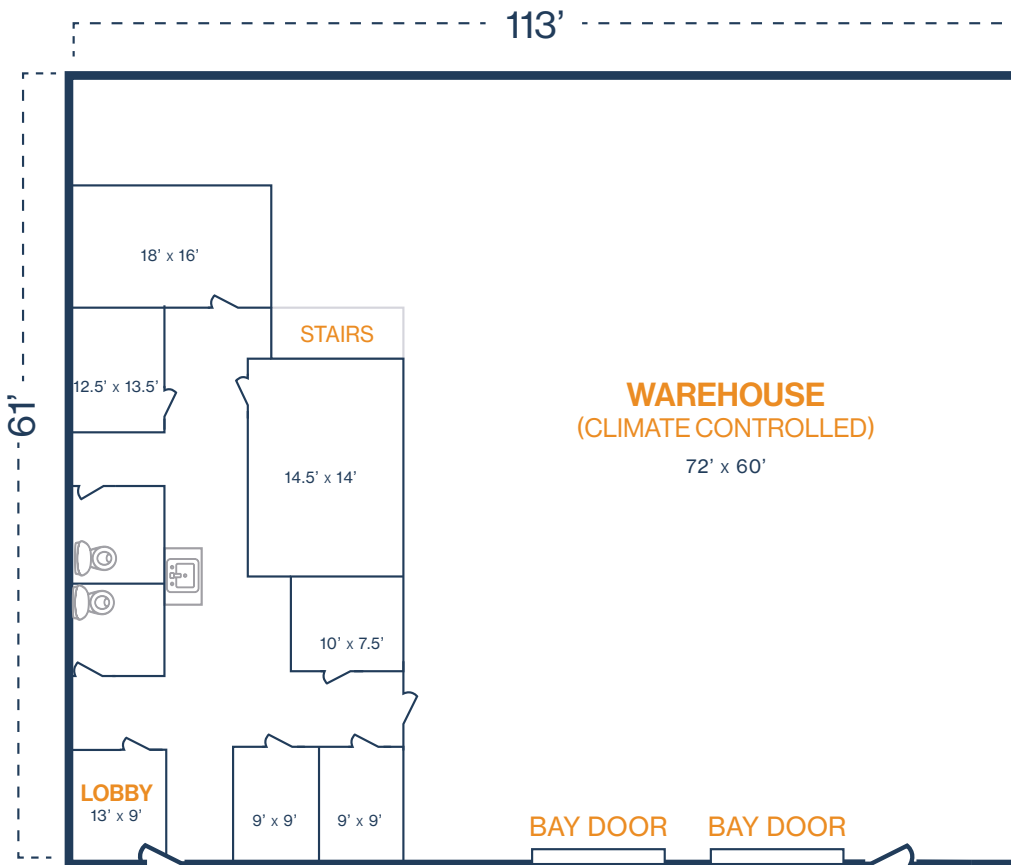 113’
61’
18’ x 16’
STAIRS
12.5’ x 13.5’
WAREHOUSE
(CLIMATE CONTROLLED)
72’ x 60’
14.5’ x 14’
10’ x 7.5’
LOBBY
13’ x 9’
9’ x 9’
9’ x 9’
BAY DOOR
BAY DOOR